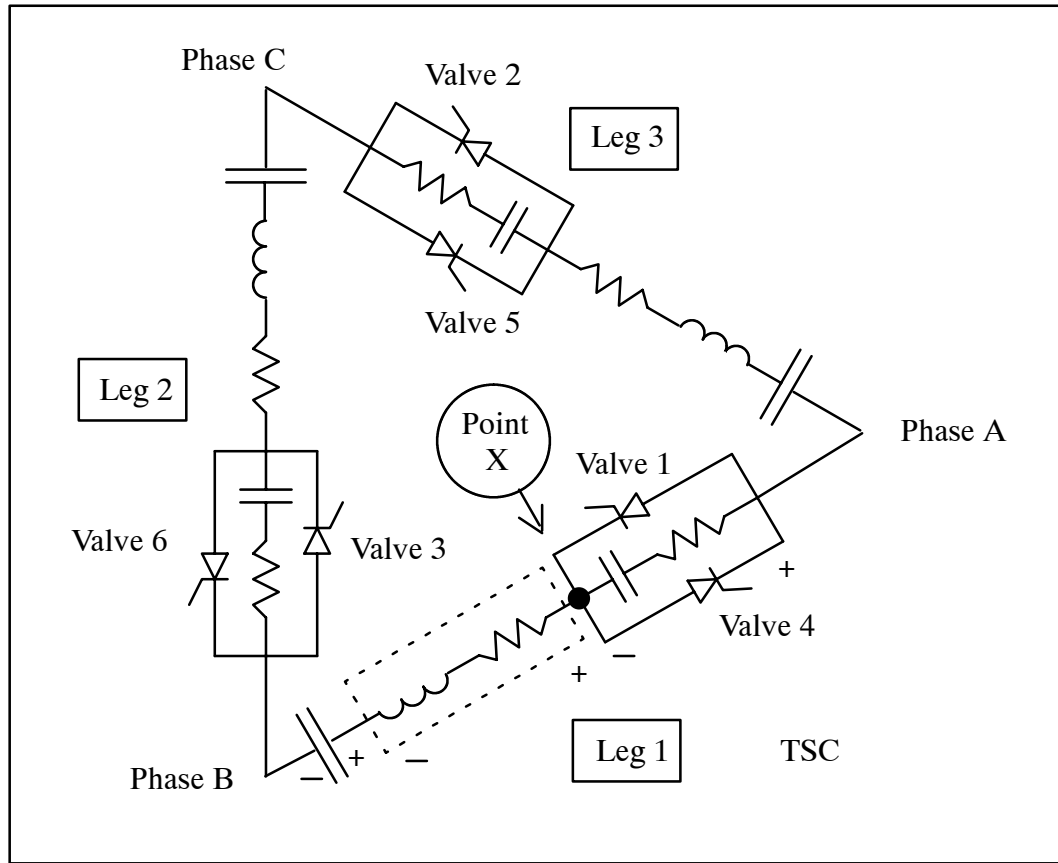 Phase C
Valve 2
Leg 3
Valve 5
Leg 2
Point
X
Phase A
Valve 1
Valve 6
Valve 3
+
Valve 4
–
+
Leg 1
TSC
Phase B
–
+
–